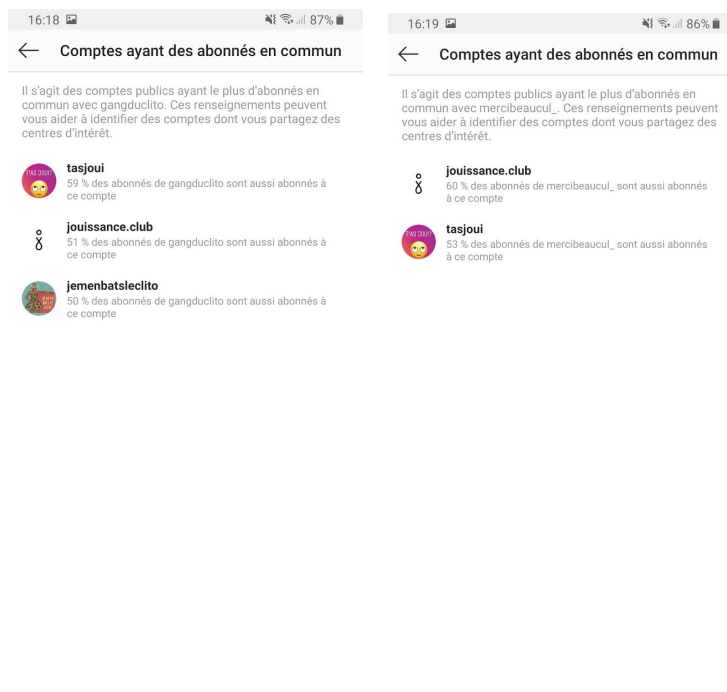 16:18
87%
Comptes ayant des abonnés en commun
Il s'agit des comptes publics ayant le plus d'abonnés en
commun avec gangduclito. Ces renseignements peuvent
vous aider à identifier des comptes dont vous partagez des
centres d'intérêt.
T'AS JOUI?
tasjoui
59 % des abonnés de gangduclito sont aussi abonnés à
ce compte
jouissance.club
51 % des abonnés de gangduclito sont aussi abonnés à
ce compte
jemenbatsleclito
50 % des abonnés de gangduclito sont aussi abonnés à
ce compte
16:19
86%
Comptes ayant des abonnés en commun
Il s'agit des comptes publics ayant le plus d'abonnés en
commun avec mercibeaucul_. Ces renseignements peuvent
vous aider à identifier des comptes dont vous partagez des
centres d'intérêt.
jouissance.club
60 % des abonnés de mercibeaucul_ sont aussi abonnés
à ce compte
T'AS JOUI?
tasjoui
53 % des abonnés de mercibeaucul_ sont aussi abonnés
à ce compte